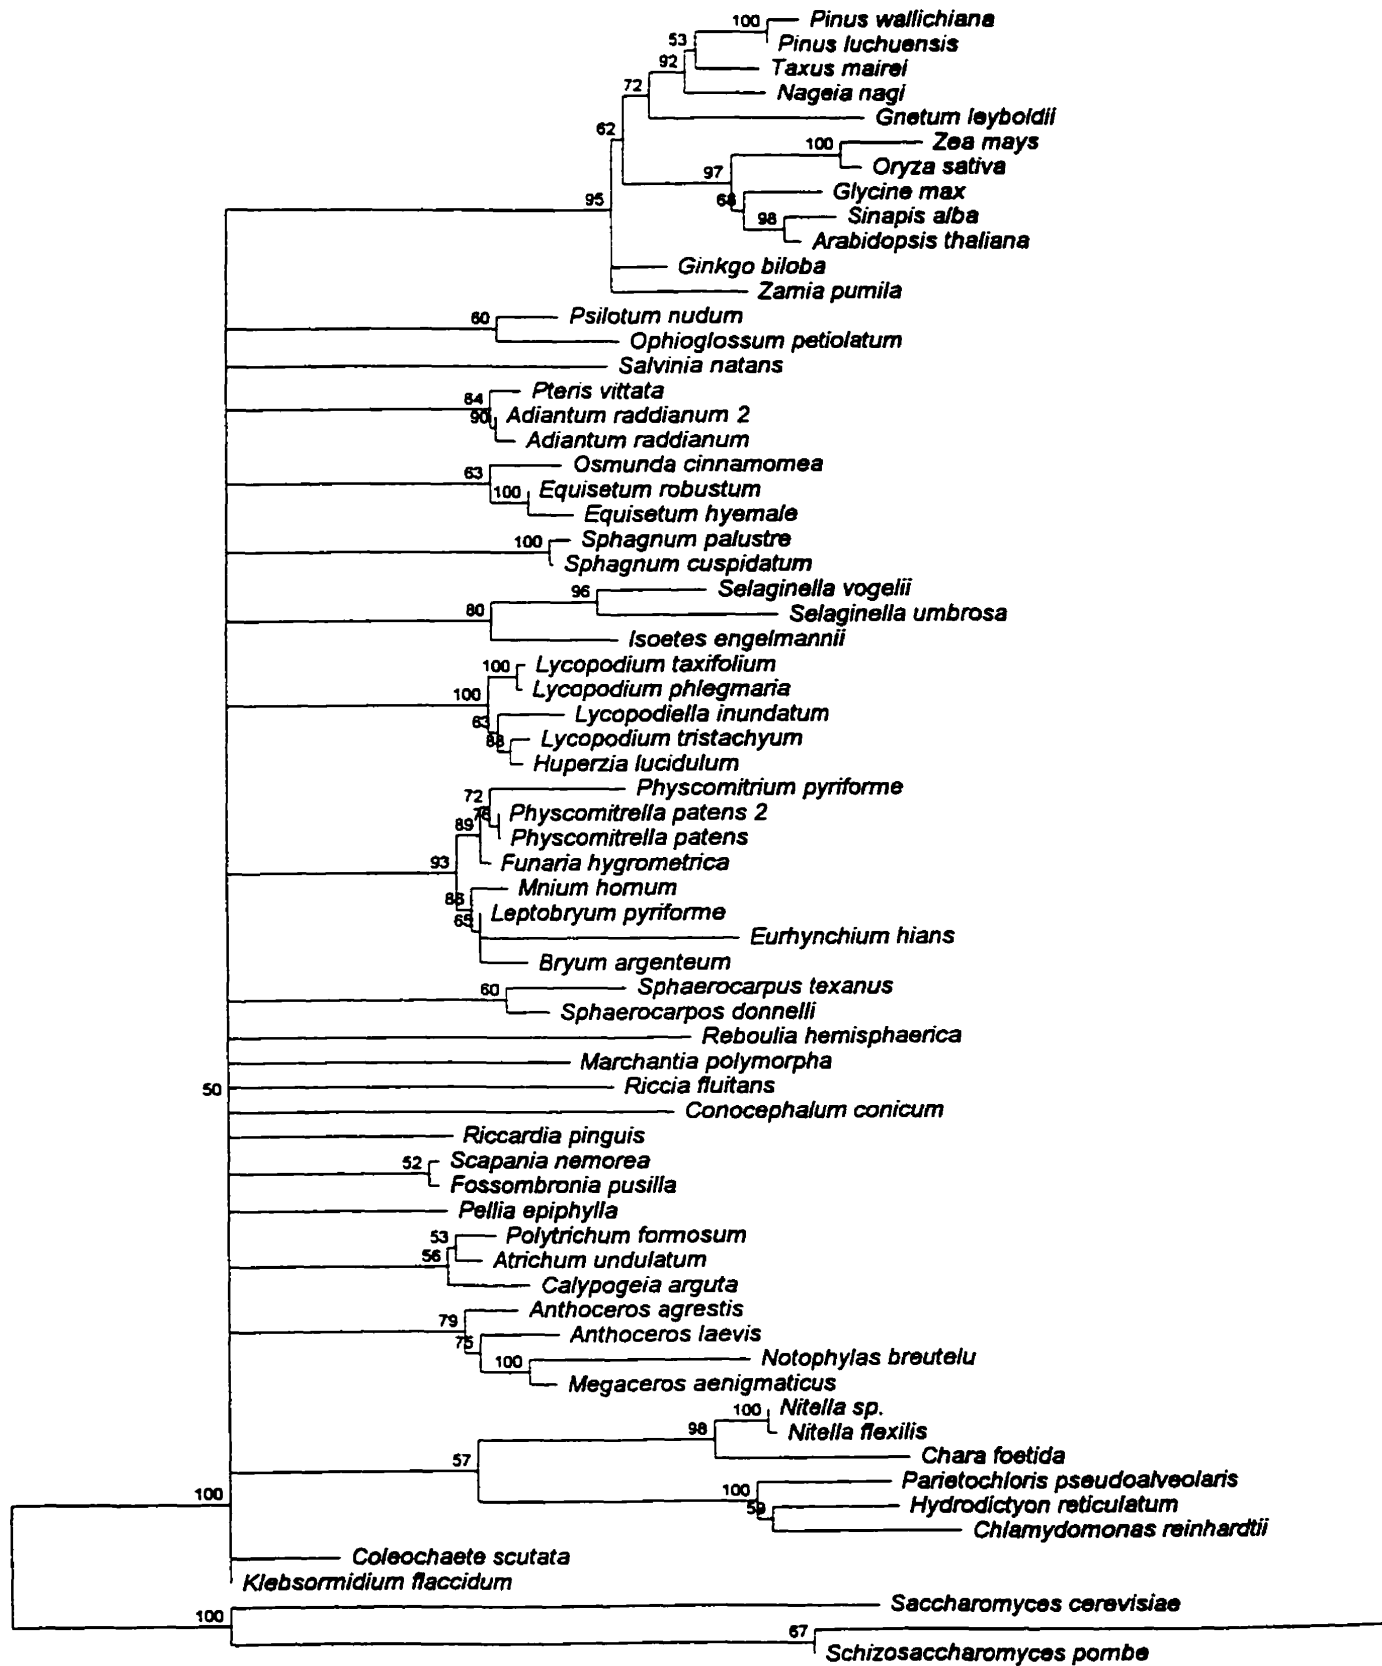 100 Pinus wallichiana
53 Pinus luchuensis
92 Taxus mairei
72 Nageia nagi
Gnetum leyboldii
62
100 Zea mays
97 Oryza sativa
68 Glycine max
95 98 Sinapis alba
Arabidopsis thaliana
Ginkgo biloba
Zamia pumila
60 Psilotum nudum
Ophioglossum petiolatum
Salvinia natans
64 Pteris vittata
90 Adiantum raddianum 2
Adiantum raddianum
63 Osmunda cinnamomea
100 Equisetum robustum
Equisetum hyemale
100 Sphagnum palustre
Sphagnum cuspidatum
96 Selaginella vogelii
80 Selaginella umbrosa
Isoetes engelmannii
100 Lycopodium taxifolium
100 Lycopodium phlegmaria
63 Lycopodiella inundatum
88 Lycopodium tristachyum
Huperzia lucidulum
72 Physcomitrium pyriforme
76 Physcomitrella patens 2
89 Physcomitrella patens
93 Funaria hygrometrica
86 Mnium hornum
65 Leptobryum pyriforme
Eurhynchium hians
Bryum argenteum
60 Sphaerocarpus texanus
Sphaerocarpos donnelli
Reboulia hemisphaerica
Marchantia polymorpha
50 Riccia fluitans
Conocephalum conicum
Riccardia pinguis
52 Scapania nemorea
Fossombronia pusilla
Pellia epiphylla
53 Polytrichum formosum
56 Atrichum undulatum
Calypogeia arguta
79 Anthoceros agrestis
75 Anthoceros laevis
100 Notophylas breutelu
Megaceros aenigmaticus
100 Nitella sp.
98 Nitella flexilis
57 Chara foetida
100 Parietochloris pseudoalveolaris
100 59 Hydrodictyon reticulatum
Chlamydomonas reinhardtii
Coleochaete scutata
Klebsormidium flaccidum
100 Saccharomyces cerevisiae
67
Schizosaccharomyces pombe